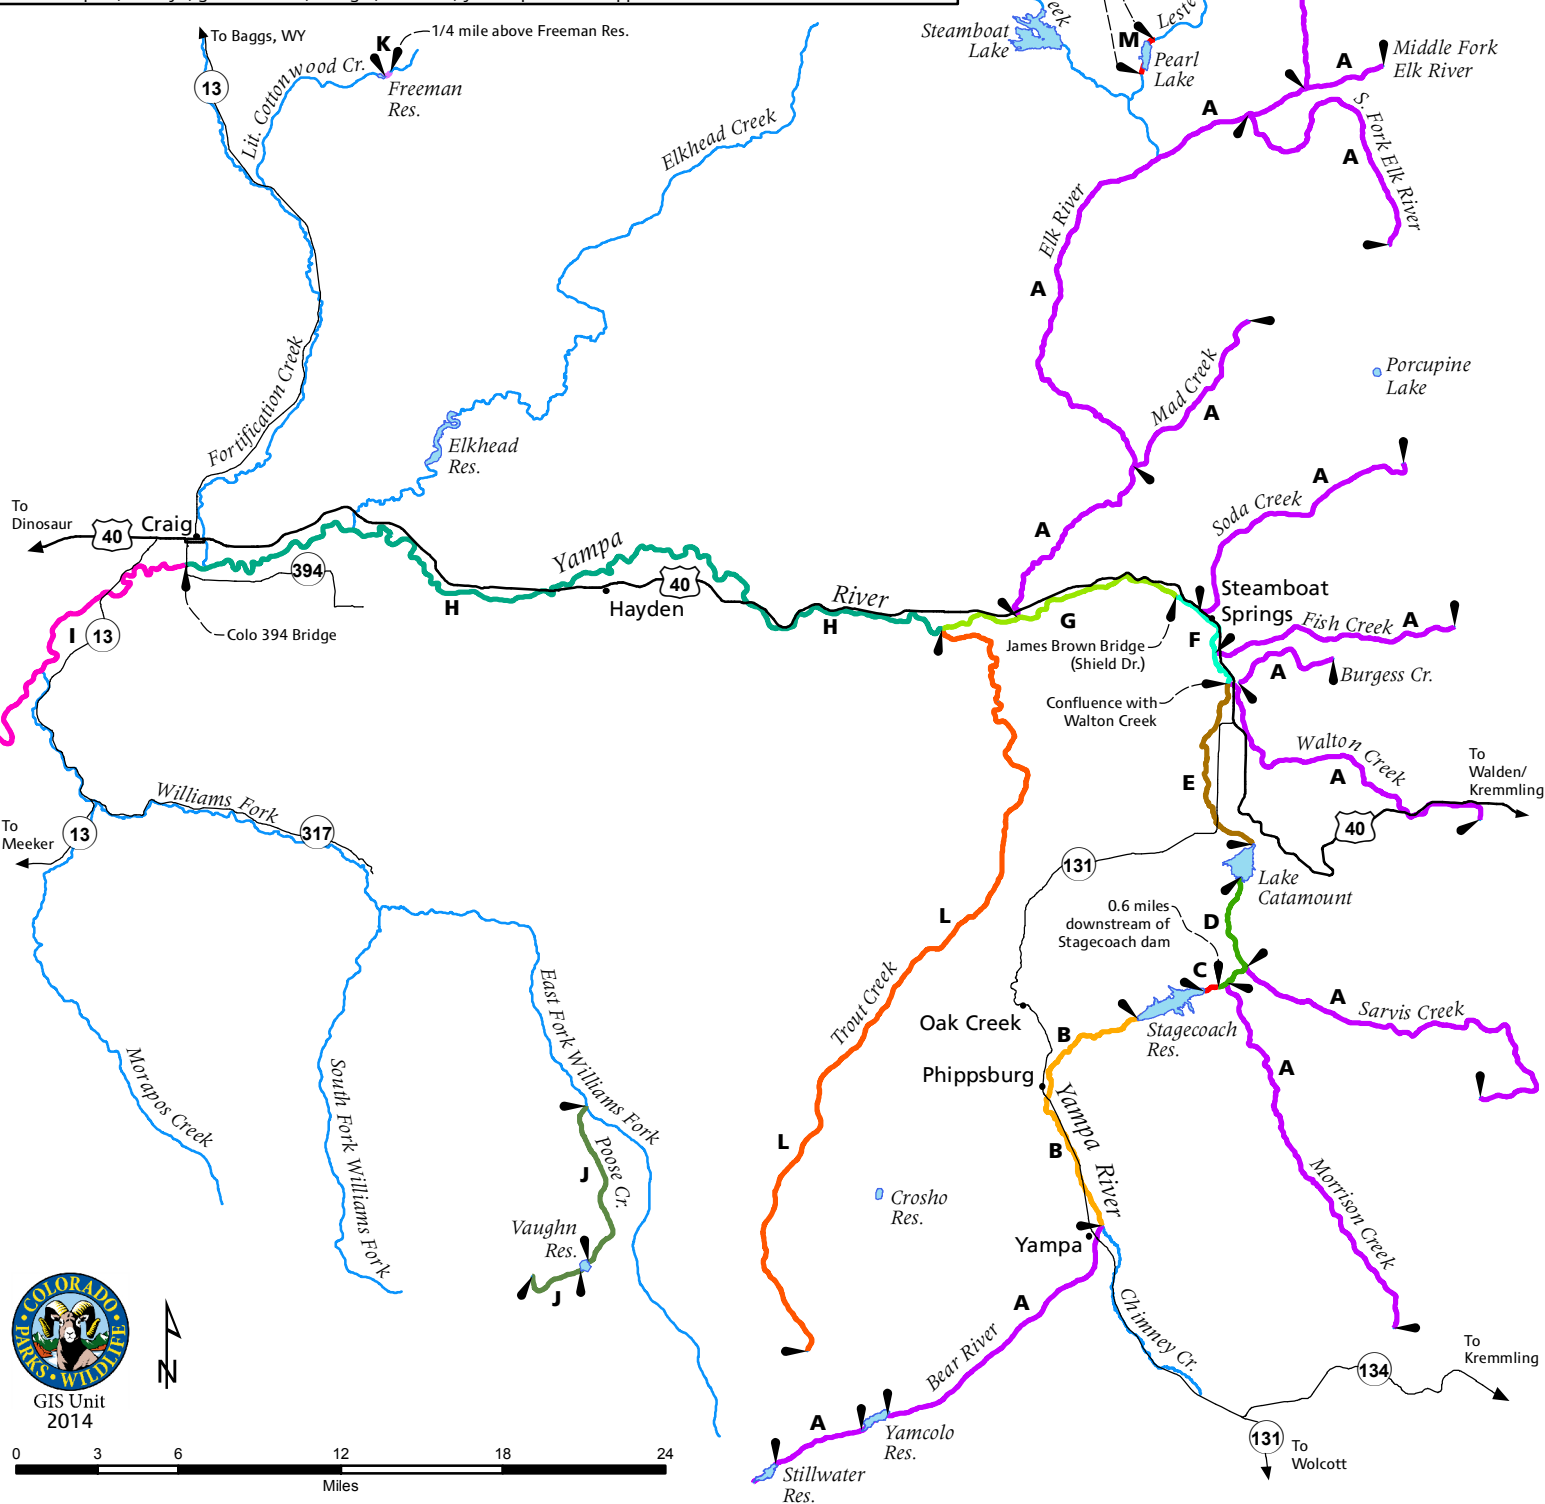 To Baggs, WY
13
K
1/4 mile above Freeman Res.
Lit. Cottonwood Cr.
Freeman
Res.
Elkhead Creek
Steamboat
Lake
eek
Leste
M
Pearl
Lake
A
Middle Fork
Elk River
A
S. Fork Elk River
A
Elk River
A
Mad Creek
A
Porcupine
Lake
Fortification Creek
Elkhead
Res.
To
Dinosaur
40
Craig
394
Colo 394 Bridge
I
13
H
Yampa
Hayden
40
River
H
A
Soda Creek
A
Steamboat
Springs
G
James Brown Bridge
(Shield Dr.)
F
Fish Creek
A
A
Burgess Cr.
Confluence with
Walton Creek
Walton Creek
A
To
Walden/
Kremmling
E
40
131
Lake
Catamount
Williams Fork
317
To
Meeker
13
L
0.6 miles
downstream of
Stagecoach dam
D
C
A
Sarvis Creek
Stagecoach
Res.
Oak Creek
B
Phippsburg
Yampa River
B
A
Morrison Creek
Trout Creek
L
East Fork Williams Fork
Morapos Creek
South Fork Williams Fork
J
Poose Cr.
Vaughn
Res.
J
Crosho
Res.
Yampa
A
Bear River
Chimney Cr.
A
Yamcolo
Res.
Stillwater
Res.
134
To
Kremmling
131
To
Wolcott
COLORADO
PARKS • WILDLIFE
GIS Unit
2014
N
0 3 6 12 18 24
Miles